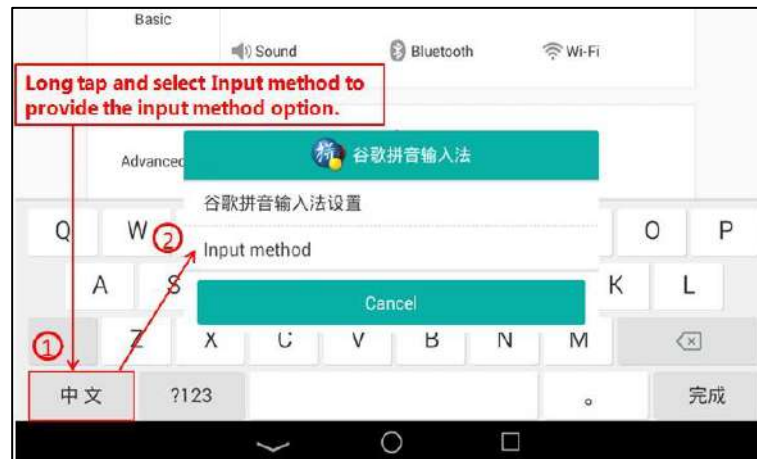 Basic
Sound Bluetooth Wi-Fi
Long tap and select Input method to
provide the input method option.
Advanced
谷歌拼音输入法
谷歌拼音输入法设置
Input method
Cancel
Q W ② O P
A S K L
① Z X C V B N M
中文 ?123 。 完成